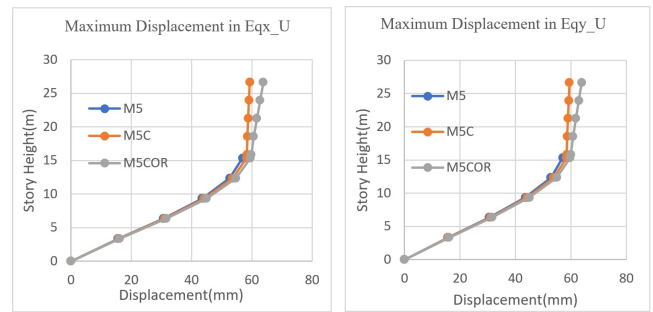 Maximum Displacement in Eqx_U
30
25
20
15
10
5
0
Story Height(m)
M5
M5C
M5COR
0 20 40 60 80
Displacement(mm)
Maximum Displacement in Eqy_U
30
25
20
15
10
5
0
Story Height(m)
M5
M5C
M5COR
0 20 40 60 80
Displacement(mm)